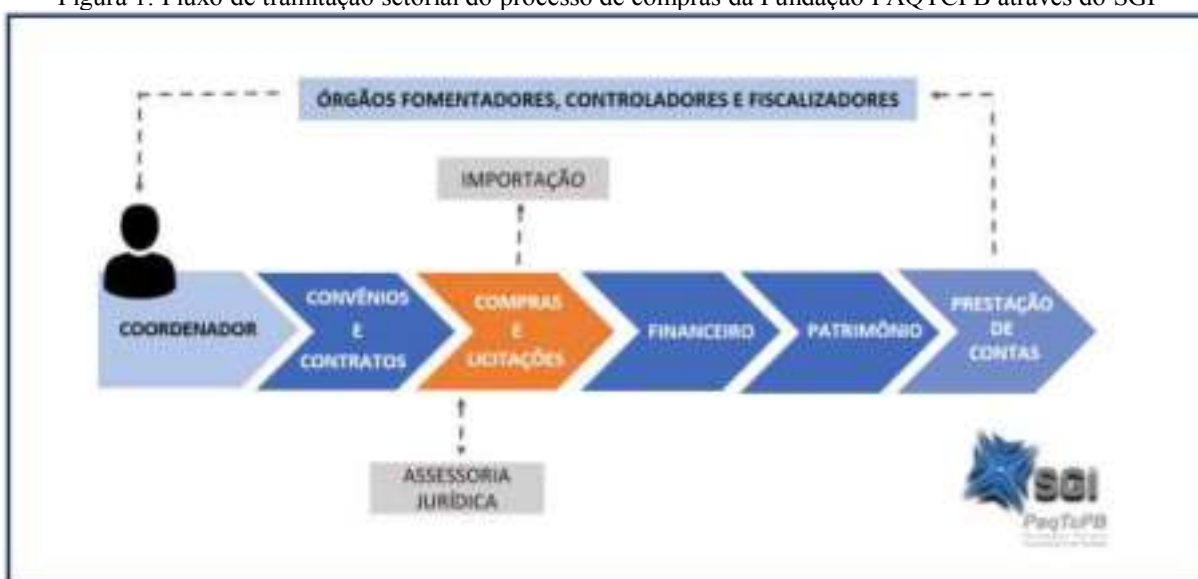 Figura 1: Fluxo de tramitação setorial do processo de compras da Fundação PAQTCPB através do SGI
ÓRGÃOS FOMENTADORES, CONTROLADORES E FISCALIZADORES
IMPORTAÇÃO
COORDENADOR
CONVÊNIOS
E
CONTRATOS
COMPRAS
E
LICITAÇÕES
FINANCEIRO
PATRIMÔNIO
PRESTAÇÃO
DE
CONTAS
ASSESSORIA
JURÍDICA
SGI
PaqTcPB